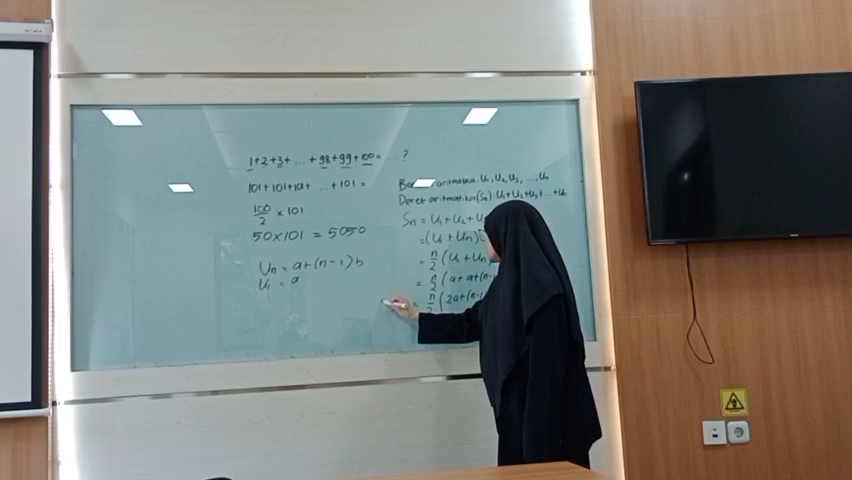 1+2+3+ ... + 98+99+100 = ... ?
101+101+101+ ... +101 =
100/2 x 101
50x101 = 5050
Un = a+(n-1)b
U1 = a
aritmatika: U1, U2, U3, ..., Un
Deret aritmatika (Sn): U1+U2+U3+...+Un
Sn = U1+U2+U
=(U1+Un)
= n/2 (U1+Un)
= n/2 (a+a+(n-1
= n/2 (2a+(n-1